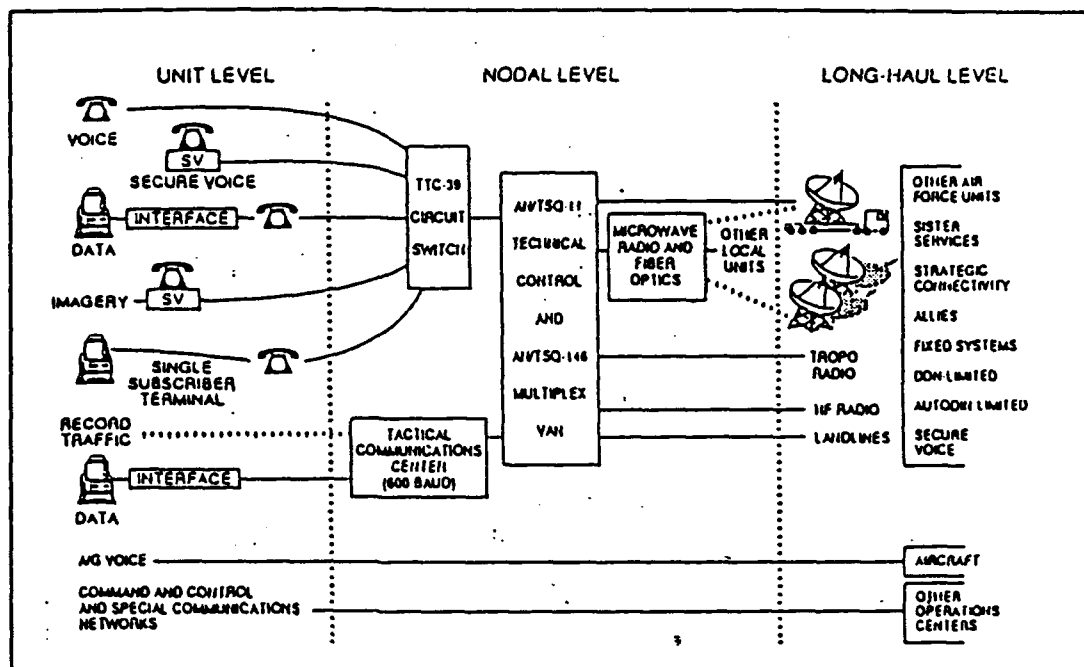 UNIT LEVEL
NODAL LEVEL
LONG-HAUL LEVEL
VOICE
SV
SECURE VOICE
INTERFACE
DATA
IMAGERY
SV
SINGLE
SUBSCRIBER
TERMINAL
RECORD
TRAFFIC
INTERFACE
DATA
TTC-39
CIRCUIT
SWITCH
TACTICAL
COMMUNICATIONS
CENTER
(600 BAUD)
AN/TSQ-11
TECHNICAL
CONTROL
AND
AN/TSQ-146
MULTIPLEX
VAN
MICROWAVE
RADIO AND
FIBER
OPTICS
OTHER
LOCAL
UNITS
TROPO
RADIO
HF RADIO
LANDLINES
OTHER AIR
FORCE UNITS
SISTER
SERVICES
STRATEGIC
CONNECTIVITY
ALLIES
FIXED SYSTEMS
DDN-LIMITED
AUTODIN LIMITED
SECURE
VOICE
A/G VOICE
AIRCRAFT
COMMAND AND CONTROL
AND SPECIAL COMMUNICATIONS
NETWORKS
OTHER
OPERATIONS
CENTERS